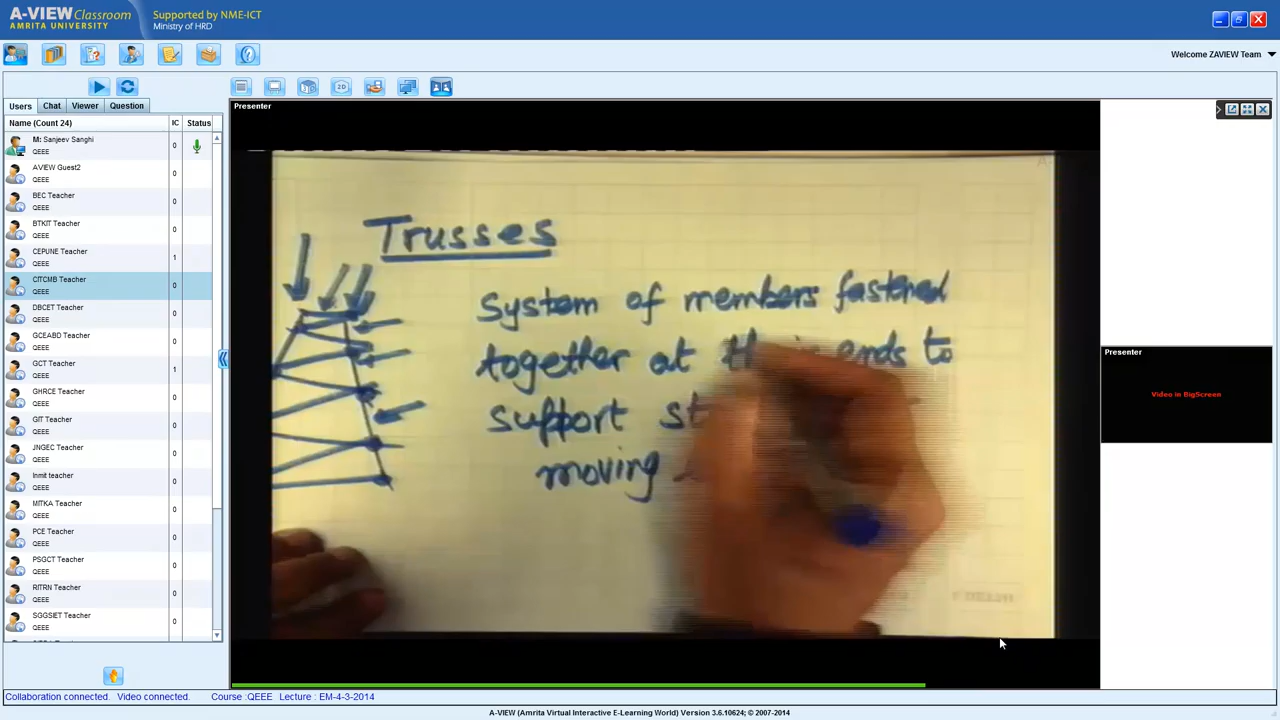 A-VIEW Classroom
AMRITA UNIVERSITY
Supported by NME-ICT
Ministry of HRD
Welcome ZAVIEW Team
Users Chat Viewer Question
Name (Count 24) IC Status
M: Sanjeev Sanghi
QEEE 0
AVIEW Guest2
QEEE 0
BEC Teacher
QEEE 0
BTKIT Teacher
QEEE 0
CEPUNE Teacher
QEEE 1
CITCMB Teacher
QEEE 0
DBCET Teacher
QEEE 0
GCEABD Teacher
QEEE 0
GCT Teacher
QEEE 1
GHRCE Teacher
QEEE 0
GIT Teacher
QEEE 0
JNGEC Teacher
QEEE 0
Inmit teacher
QEEE 0
MITKA Teacher
QEEE 0
PCE Teacher
QEEE 0
PSGCT Teacher
QEEE 0
RITRN Teacher
QEEE 0
SGGSIET Teacher
QEEE 0
Presenter
Trusses
System of members fastened
together at ends to
support st
moving
Presenter
Video in BigScreen
Collaboration connected. Video connected. Course :QEEE Lecture : EM-4-3-2014
A-VIEW (Amrita Virtual Interactive E-Learning World) Version 3.6.10624; © 2007-2014